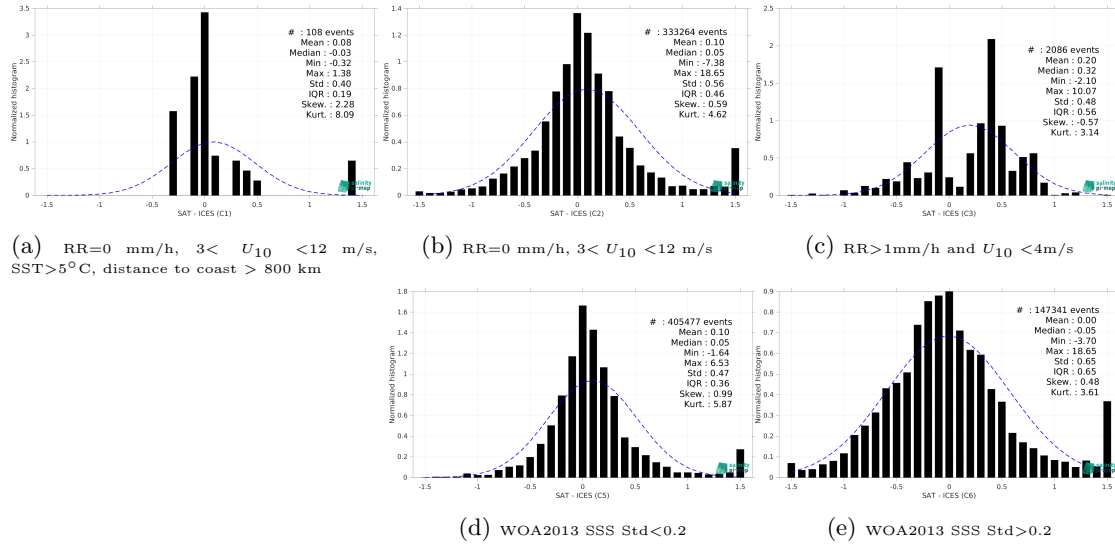 Normalized histogram
3.5
3
2.5
2
1.5
1
0.5
0
-1.5
-1
-0.5
0
0.5
1
1.5
SAT - ICES (C1)
# : 108 events
Mean : 0.08
Median : -0.03
Min : -0.32
Max : 1.38
Std : 0.40
IQR : 0.19
Skew. : 2.28
Kurt. : 8.09
salinity
pi-mep
(a) RR=0 mm/h, 3< U10 <12 m/s,
SST>5°C, distance to coast > 800 km
Normalized histogram
1.4
1.2
1
0.8
0.6
0.4
0.2
0
-1.5
-1
-0.5
0
0.5
1
1.5
SAT - ICES (C2)
# : 333264 events
Mean : 0.10
Median : 0.05
Min : -7.38
Max : 18.65
Std : 0.56
IQR : 0.46
Skew. : 0.59
Kurt. : 4.62
salinity
pi-mep
(b) RR=0 mm/h, 3< U10 <12 m/s
Normalized histogram
2.5
2
1.5
1
0.5
0
-1.5
-1
-0.5
0
0.5
1
1.5
SAT - ICES (C3)
# : 2086 events
Mean : 0.20
Median : 0.32
Min : -2.10
Max : 10.07
Std : 0.48
IQR : 0.56
Skew. : -0.57
Kurt. : 3.14
salinity
pi-mep
(c) RR>1mm/h and U10 <4m/s
Normalized histogram
1.8
1.6
1.4
1.2
1
0.8
0.6
0.4
0.2
0
-1.5
-1
-0.5
0
0.5
1
1.5
SAT - ICES (C5)
# : 405477 events
Mean : 0.10
Median : 0.05
Min : -1.64
Max : 6.53
Std : 0.47
IQR : 0.36
Skew. : 0.99
Kurt. : 5.87
salinity
pi-mep
(d) WOA2013 SSS Std<0.2
Normalized histogram
0.9
0.8
0.7
0.6
0.5
0.4
0.3
0.2
0.1
0
-1.5
-1
-0.5
0
0.5
1
1.5
SAT - ICES (C6)
# : 147341 events
Mean : 0.00
Median : -0.05
Min : -3.70
Max : 18.65
Std : 0.65
IQR : 0.65
Skew. : 0.48
Kurt. : 3.61
salinity
pi-mep
(e) WOA2013 SSS Std>0.2